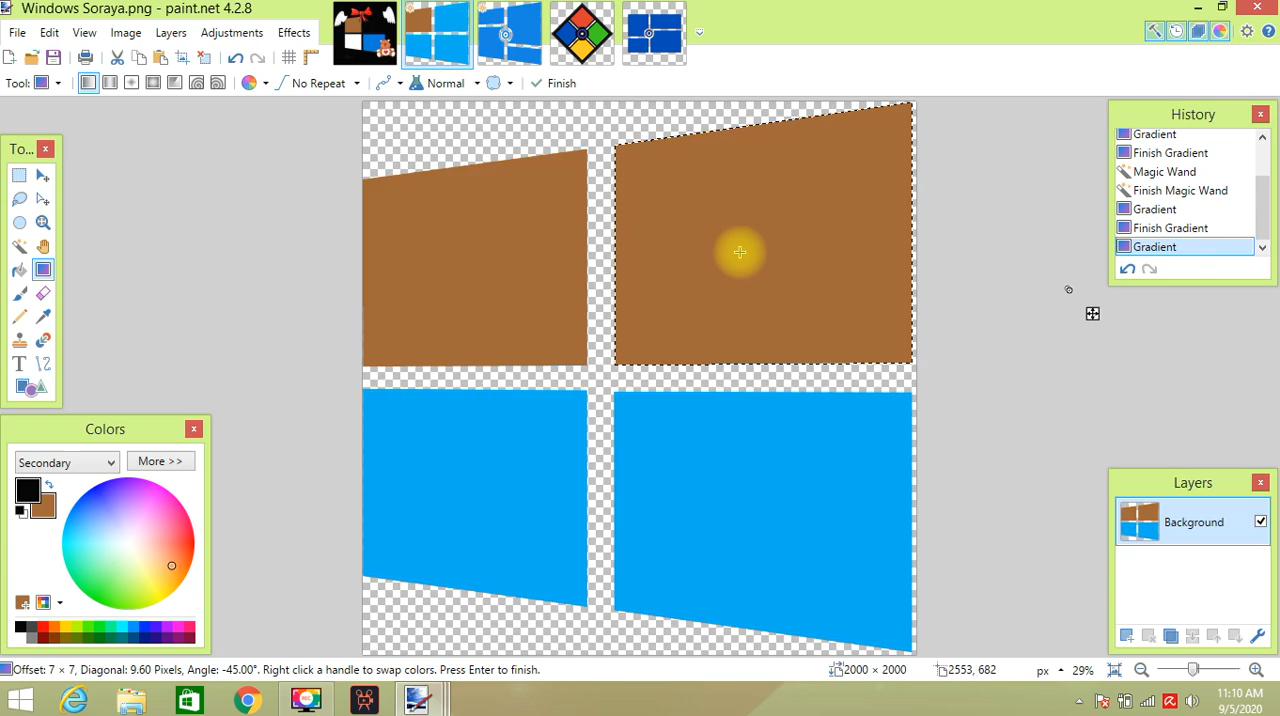 Windows Soraya.png - paint.net 4.2.8
File Edit View Image Layers Adjustments Effects
Tool: No Repeat Normal Finish
To...
T
History
Gradient
Finish Gradient
Magic Wand
Finish Magic Wand
Gradient
Finish Gradient
Gradient
Colors
Secondary
More >>
Layers
Background
Offset: 7 × 7, Diagonal: 9.60 Pixels, Angle: -45.00°. Right click a handle to swap colors. Press Enter to finish.
2000 × 2000
2553, 682
px
29%
11:10 AM
9/5/2020